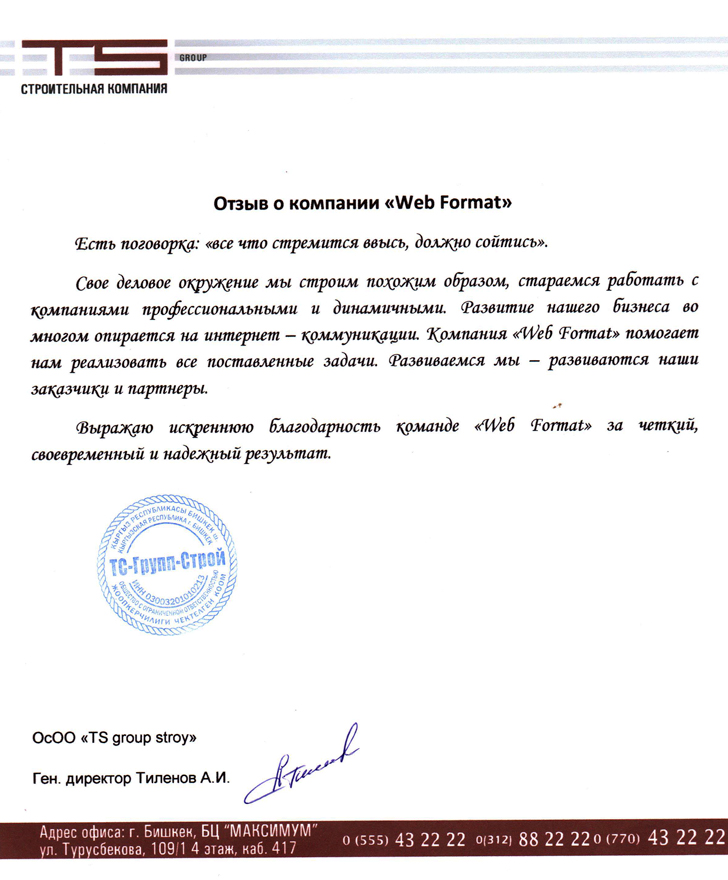 TS GROUP
СТРОИТЕЛЬНАЯ КОМПАНИЯ
Отзыв о компании «Web Format»
Есть поговорка: «все что стремится ввысь, должно сойтись».
Свое деловое окружение мы строим похожим образом, стараемся работать с
компаниями профессиональными и динамичными. Развитие нашего бизнеса во
многом опирается на интернет – коммуникации. Компания «Web Format» помогает
нам реализовать все поставленные задачи. Развиваемся мы – развиваются наши
заказчики и партнеры.
Выражаю искреннюю благодарность команде «Web Format» за четкий,
своевременный и надежный результат.
КЫРГЫЗ РЕСПУБЛИКАСЫ БИШКЕК ш.
КЫРГЫЗСКАЯ РЕСПУБЛИКА г. БИШКЕК
ТС-Групп-Строй
ИНН 03003201010213
ОБЩЕСТВО С ОГРАНИЧЕННОЙ ОТВЕТСТВЕННОСТЬЮ
ЖООПКЕРЧИЛИГИ ЧЕКТЕЛГЕН КООМ
ОсОО «TS group stroy»
Ген. директор Тиленов А.И.
Адрес офиса: г. Бишкек, БЦ "МАКСИМУМ"
ул. Турусбекова, 109/1 4 этаж, каб. 417
0 (555) 43 22 22 0(312) 88 22 22 0 (770) 43 22 22